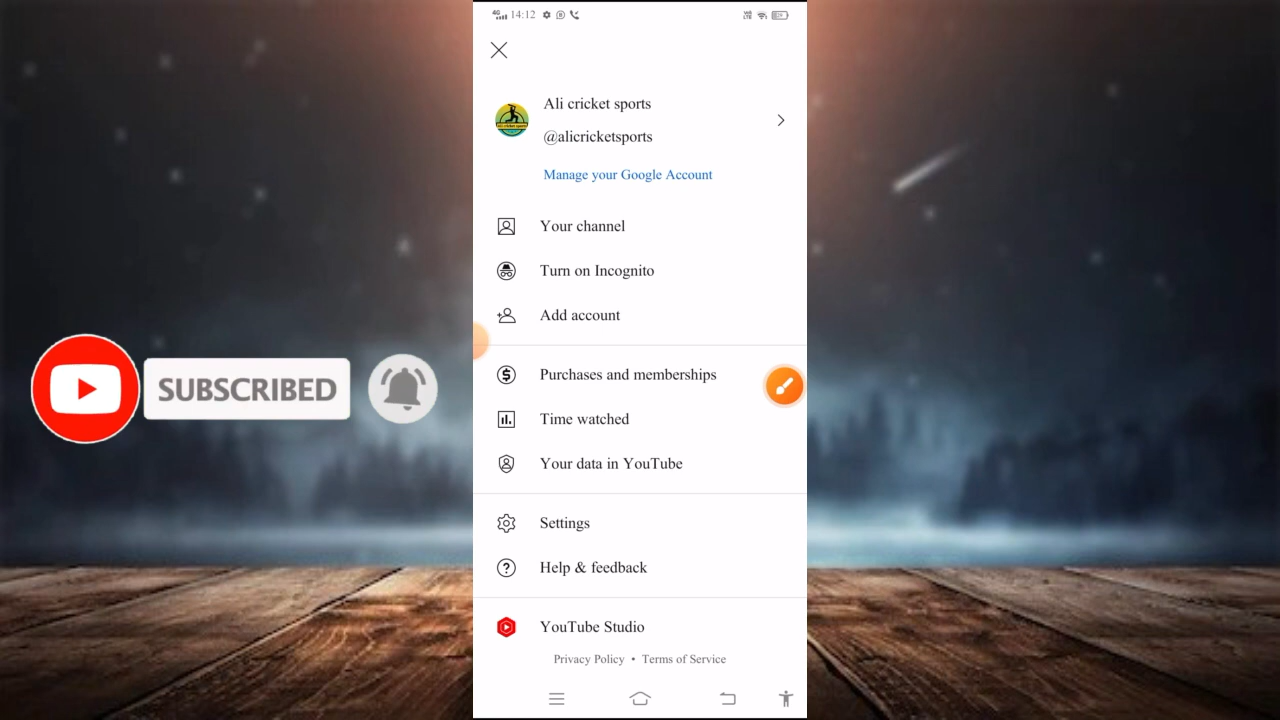 14:12
Ali cricket sports
@alicricketsports
Manage your Google Account
Your channel
Turn on Incognito
Add account
Purchases and memberships
SUBSCRIBED
Time watched
Your data in YouTube
Settings
Help & feedback
YouTube Studio
Privacy Policy • Terms of Service